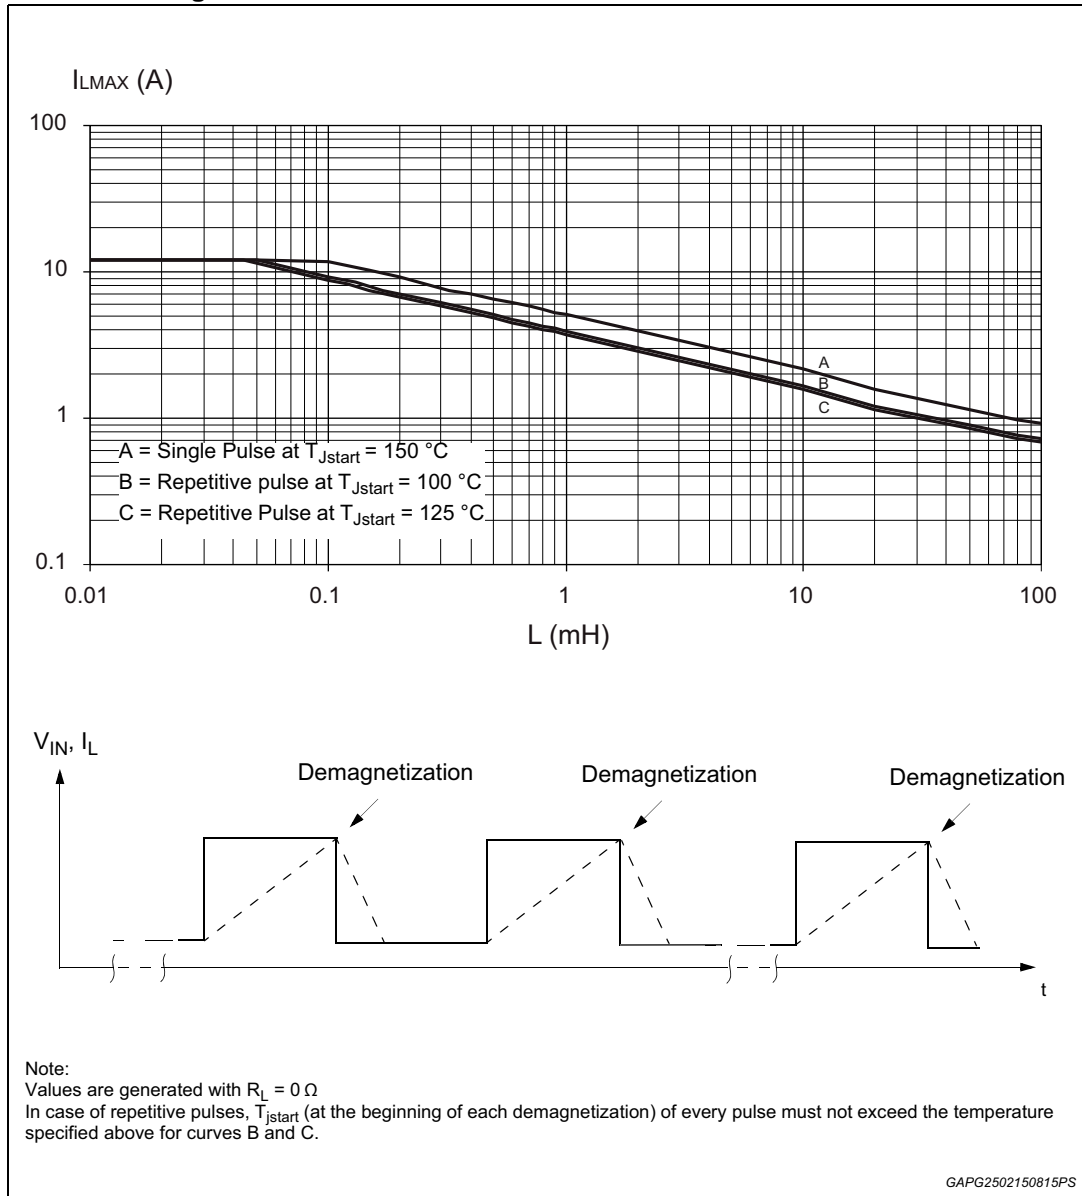 ILMAX (A)
100
10
1
0.1
A
B
C
A = Single Pulse at TJstart = 150 °C
B = Repetitive pulse at TJstart = 100 °C
C = Repetitive Pulse at TJstart = 125 °C
0.01 0.1 1 10 100
L (mH)
VIN, IL
Demagnetization Demagnetization Demagnetization
t
Note:
Values are generated with RL = 0 Ω
In case of repetitive pulses, Tjstart (at the beginning of each demagnetization) of every pulse must not exceed the temperature
specified above for curves B and C.
GAPG2502150815PS